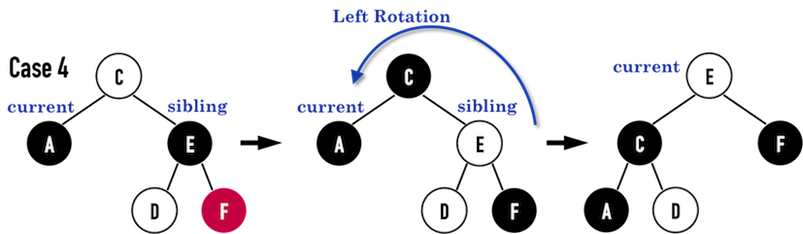 Left Rotation
Case 4
C
current
sibling
A
E
D
F
C
current
sibling
A
E
D
F
current
E
C
F
A
D